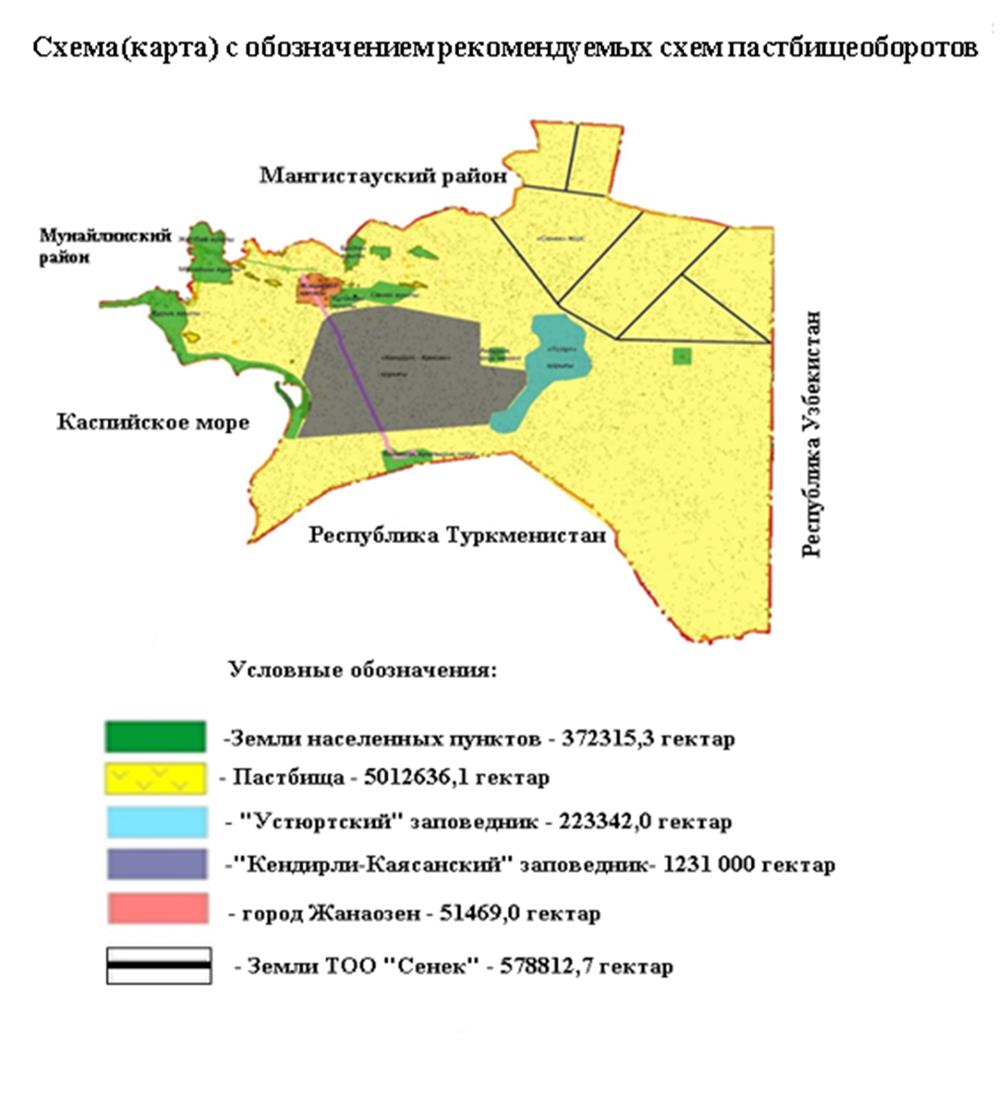 Схема(карта) с обозначением рекомендуемых схем пастбищеоборотов
Мангистауский район
Мунайлинский
район
Каспийское море
Республика Туркменистан
Республика Узбекистан
Условные обозначения:
-Земли населенных пунктов - 372315,3 гектар
- Пастбища - 5012636,1 гектар
- "Устюртский" заповедник - 223342,0 гектар
-"Кендирли-Каясанский" заповедник- 1231 000 гектар
- город Жанаозен - 51469,0 гектар
- Земли ТОО "Сенек" - 578812,7 гектар